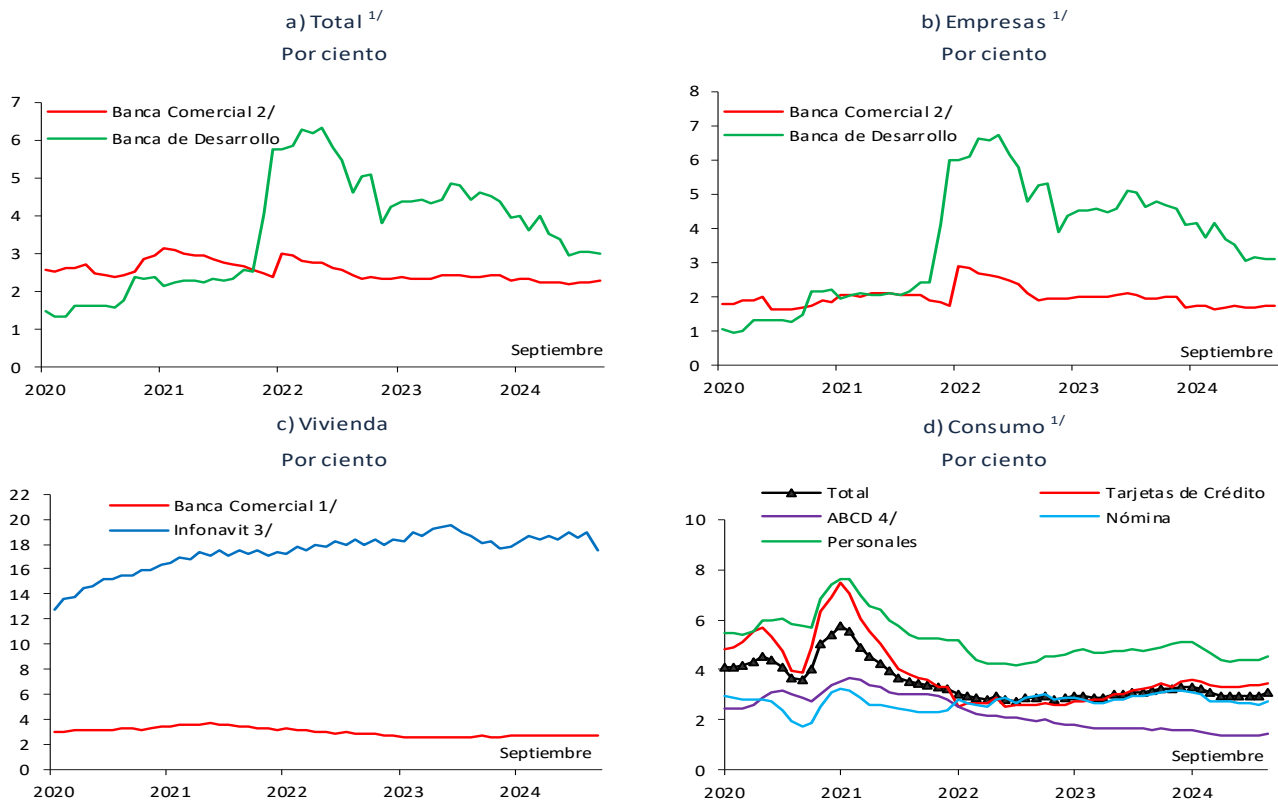 a) Total 1/
Por ciento
Banca Comercial 2/
Banca de Desarrollo
7
6
5
4
3
2
1
0
Septiembre
2020 2021 2022 2023 2024
b) Empresas 1/
Por ciento
Banca Comercial 2/
Banca de Desarrollo
8
7
6
5
4
3
2
1
0
Septiembre
2020 2021 2022 2023 2024
c) Vivienda
Por ciento
Banca Comercial 1/
Infonavit 3/
22
20
18
16
14
12
10
8
6
4
2
0
Septiembre
2020 2021 2022 2023 2024
d) Consumo 1/
Por ciento
Total
Tarjetas de Crédito
ABCD 4/
Nómina
Personales
10
8
6
4
2
0
Septiembre
2020 2021 2022 2023 2024